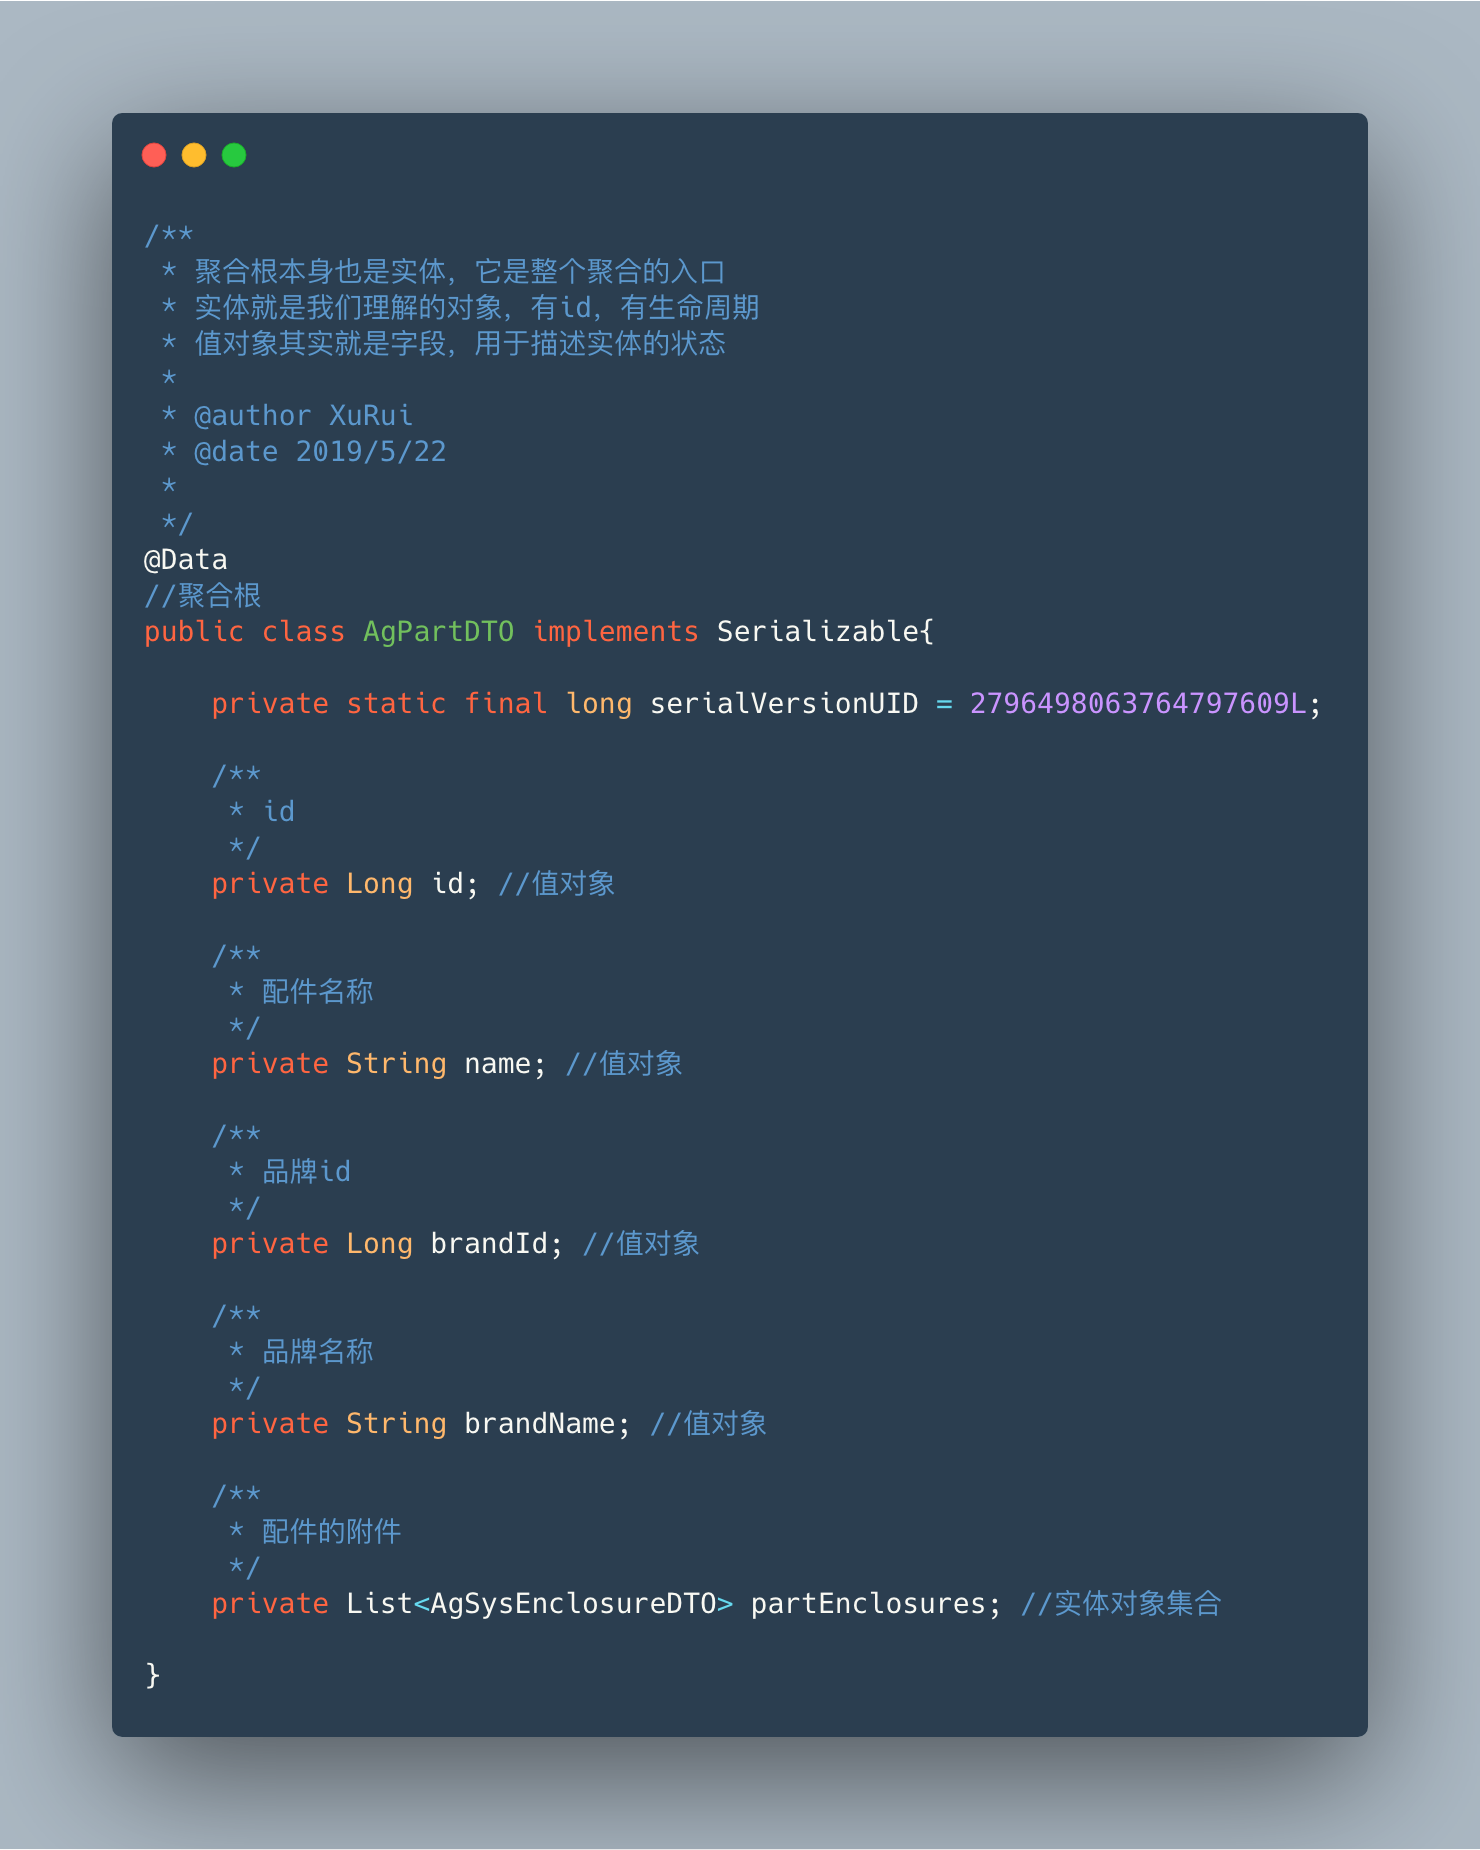 /**
 * 聚合根本身也是实体，它是整个聚合的入口
 * 实体就是我们理解的对象，有id，有生命周期
 * 值对象其实就是字段，用于描述实体的状态
 *
 * @author XuRui
 * @date 2019/5/22
 *
 */
@Data
//聚合根
public class AgPartDTO implements Serializable{
    private static final long serialVersionUID = 2796498063764797609L;
    /**
     * id
     */
    private Long id; //值对象
    /**
     * 配件名称
     */
    private String name; //值对象
    /**
     * 品牌id
     */
    private Long brandId; //值对象
    /**
     * 品牌名称
     */
    private String brandName; //值对象
    /**
     * 配件的附件
     */
    private List<AgSysEnclosureDTO> partEnclosures; //实体对象集合
}